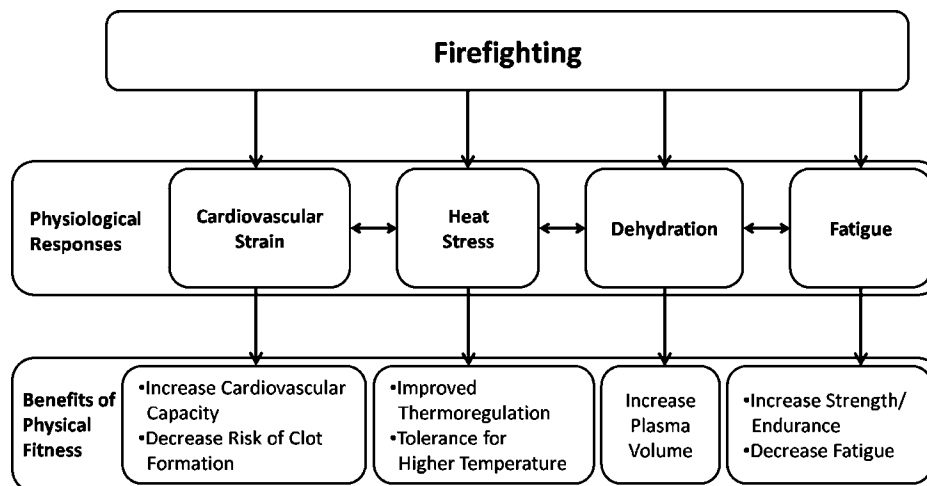 Firefighting
Physiological
Responses
Cardiovascular
Strain
Heat
Stress
Dehydration
Fatigue
Benefits of
Physical
Fitness
•Increase Cardiovascular
Capacity
•Decrease Risk of Clot
Formation
•Improved
Thermoregulation
•Tolerance for
Higher Temperature
Increase
Plasma
Volume
•Increase Strength/
Endurance
•Decrease Fatigue